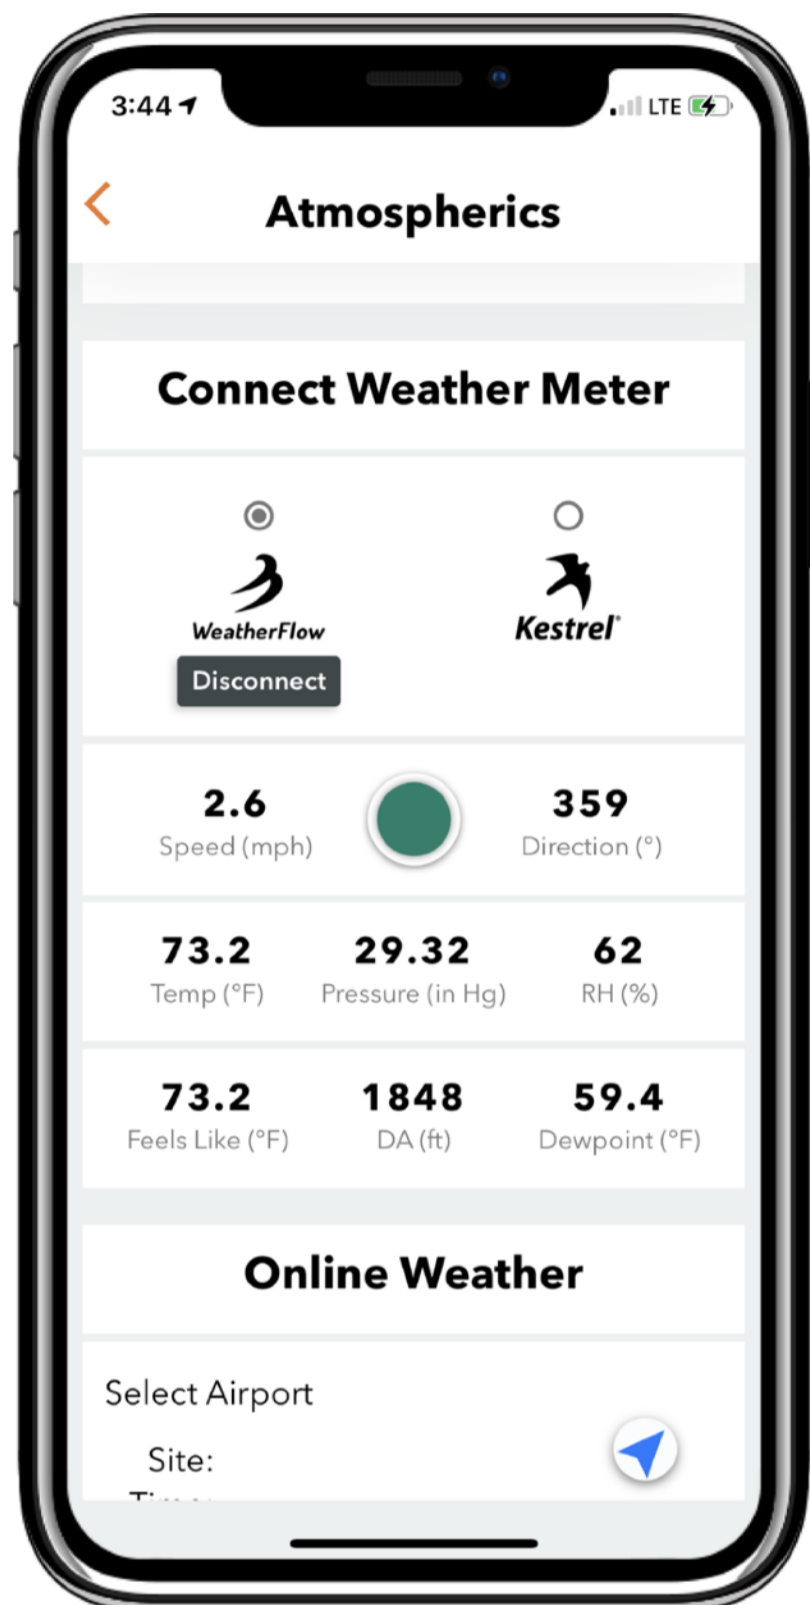 3:44 LTE
Atmospherics
Connect Weather Meter
WeatherFlow Kestrel®
Disconnect
2.6 359
Speed (mph) Direction (°)
73.2 29.32 62
Temp (°F) Pressure (in Hg) RH (%)
73.2 1848 59.4
Feels Like (°F) DA (ft) Dewpoint (°F)
Online Weather
Select Airport
Site: